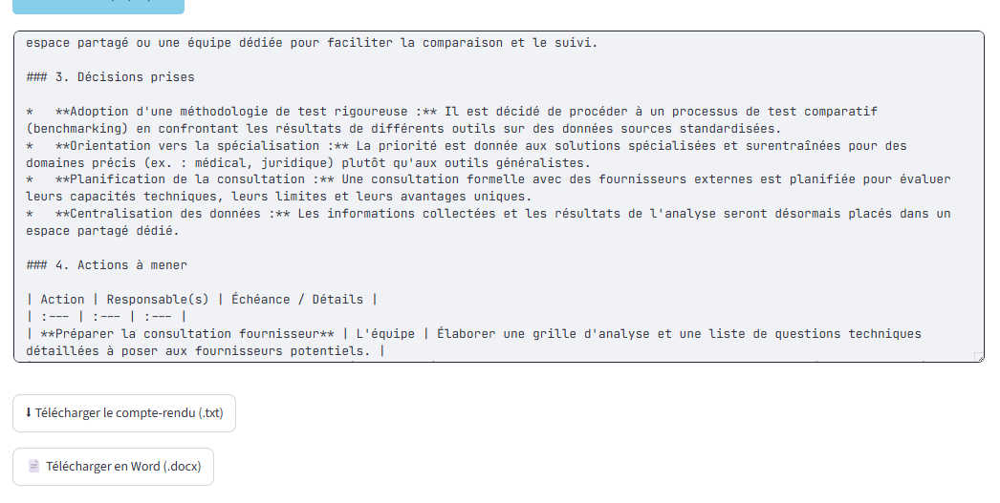 espace partagé ou une équipe dédiée pour faciliter la comparaison et le suivi.
### 3. Décisions prises
*   **Adoption d'une méthodologie de test rigoureuse :** Il est décidé de procéder à un processus de test comparatif
(benchmarking) en confrontant les résultats de différents outils sur des données sources standardisées.
*   **Orientation vers la spécialisation :** La priorité est donnée aux solutions spécialisées et surentraînées pour des
domaines précis (ex. : médical, juridique) plutôt qu'aux outils généralistes.
*   **Planification de la consultation :** Une consultation formelle avec des fournisseurs externes est planifiée pour évaluer
leurs capacités techniques, leurs limites et leurs avantages uniques.
*   **Centralisation des données :** Les informations collectées et les résultats de l'analyse seront désormais placés dans un
espace partagé dédié.
### 4. Actions à mener
| Action | Responsable(s) | Échéance / Détails |
| :--- | :--- | :--- |
| **Préparer la consultation fournisseur** | L'équipe | Élaborer une grille d'analyse et une liste de questions techniques
détaillées à poser aux fournisseurs potentiels. |
⬇ Télécharger le compte-rendu (.txt)
📄 Télécharger en Word (.docx)